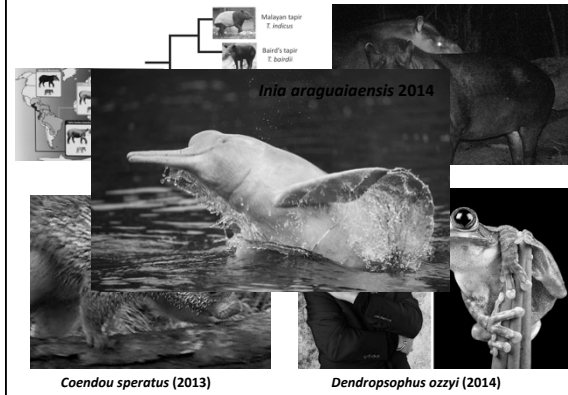 Malayan tapir
T. indicus
Baird's tapir
T. bairdii
Inia araguaiaensis 2014
Coendou speratus (2013)
Dendropsophus ozzyi (2014)